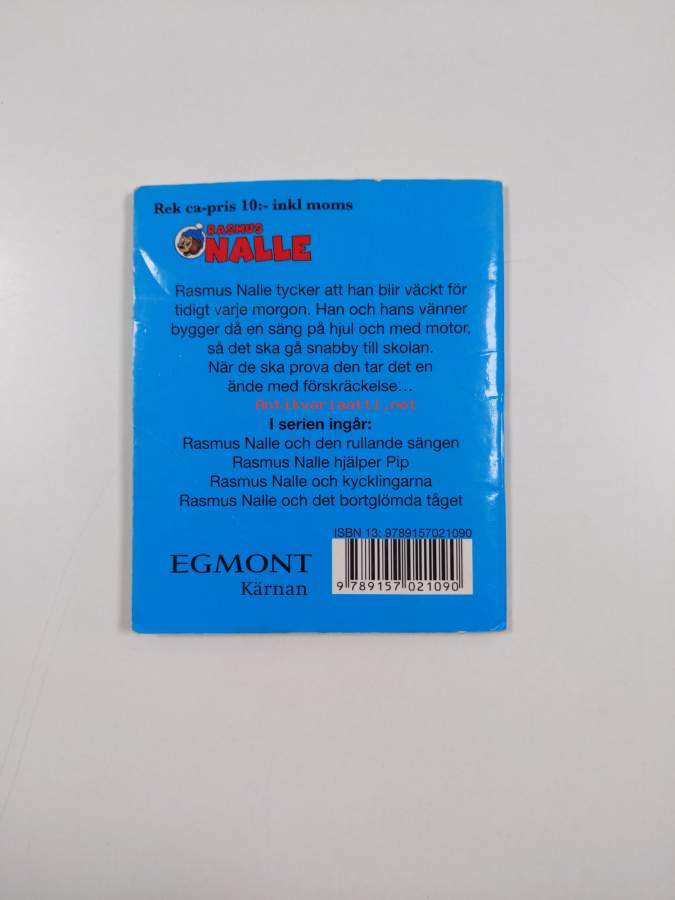 Rek ca-pris 10:- inkl moms
RASMUS
NALLE
Rasmus Nalle tycker att han blir väckt för
tidigt varje morgon. Han och hans vänner
bygger då en säng på hjul och med motor,
så det ska gå snabby till skolan.
När de ska prova den tar det en
ände med förskräckelse...
Antikvariaatti.net
I serien ingår:
Rasmus Nalle och den rullande sängen
Rasmus Nalle hjälper Pip
Rasmus Nalle och kycklingarna
Rasmus Nalle och det bortglömda tåget
ISBN 13: 9789157021090
EGMONT
Kärnan
9 789157 021090